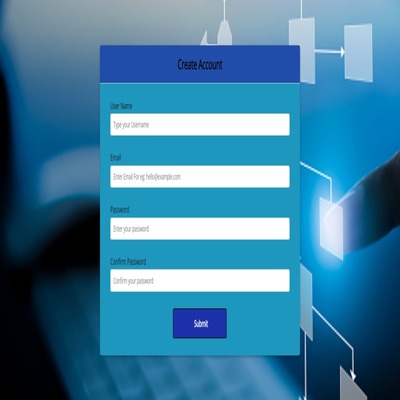 Create Account
User Name
Type your Username
Email
Enter Email For eg: hello@example.com
Password
Enter your password
Confirm Password
Confirm your password
Submit